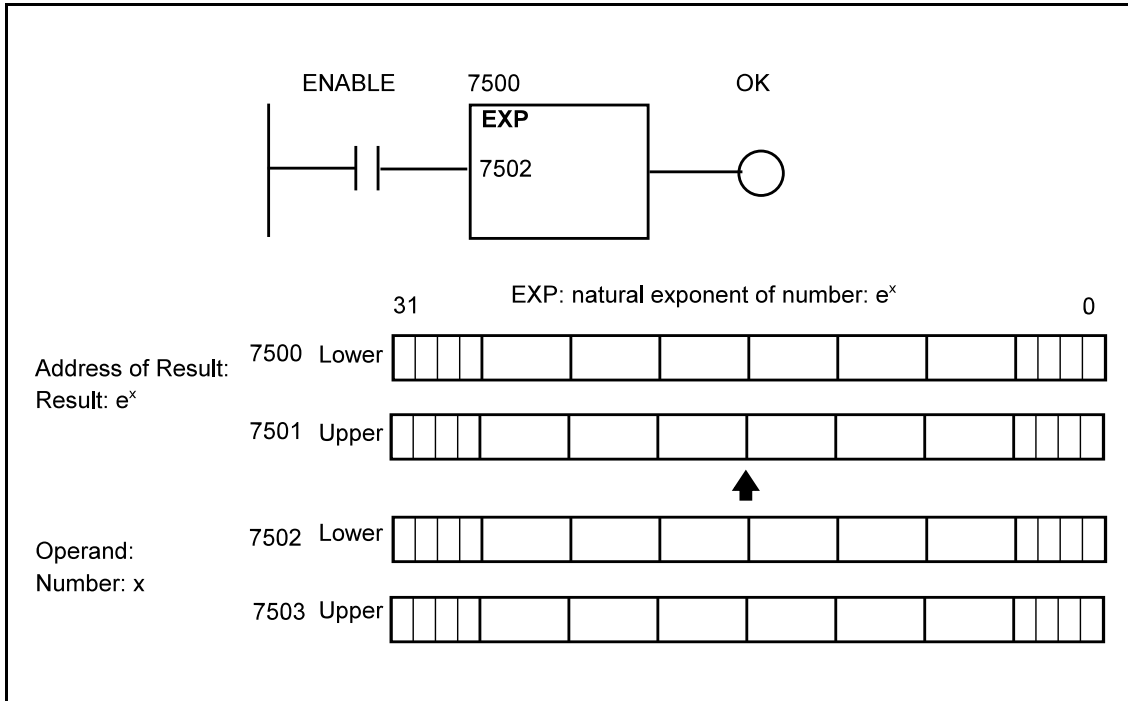 ENABLE 7500 OK
EXP
7502
31 EXP: natural exponent of number: eˣ 0
7500 Lower
Address of Result:
Result: eˣ
7501 Upper
7502 Lower
Operand:
Number: x
7503 Upper